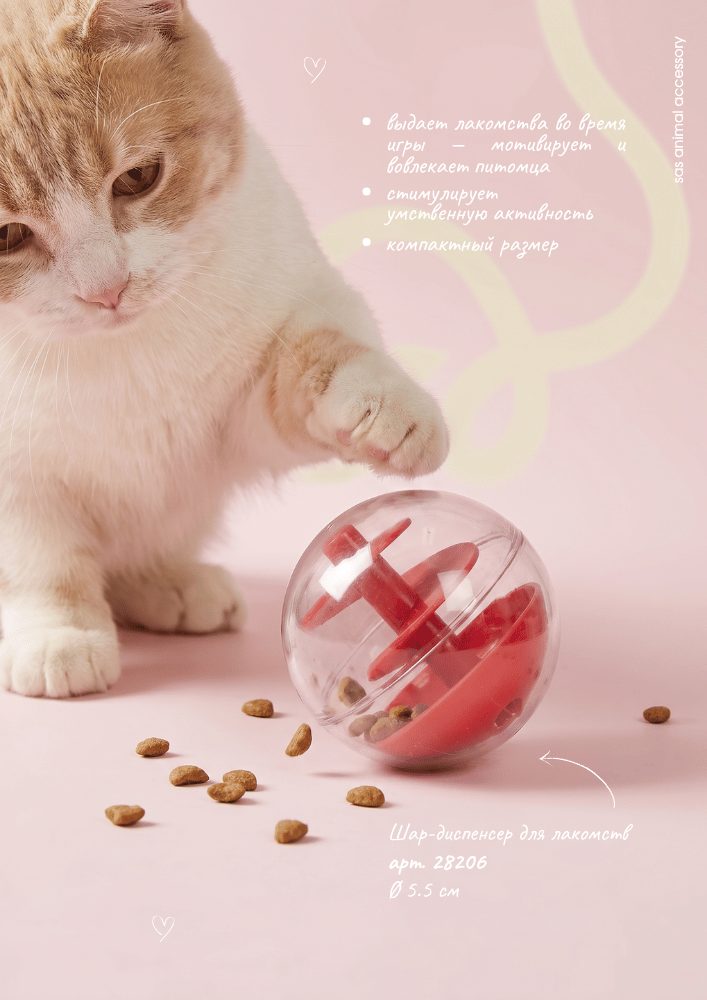 sas animal accessory
• выдает лакомства во время
игры — мотивирует и
вовлекает питомца
• стимулирует
умственную активность
• компактный размер
Шар-диспенсер для лакомств
арт. 28206
Ø 5.5 см